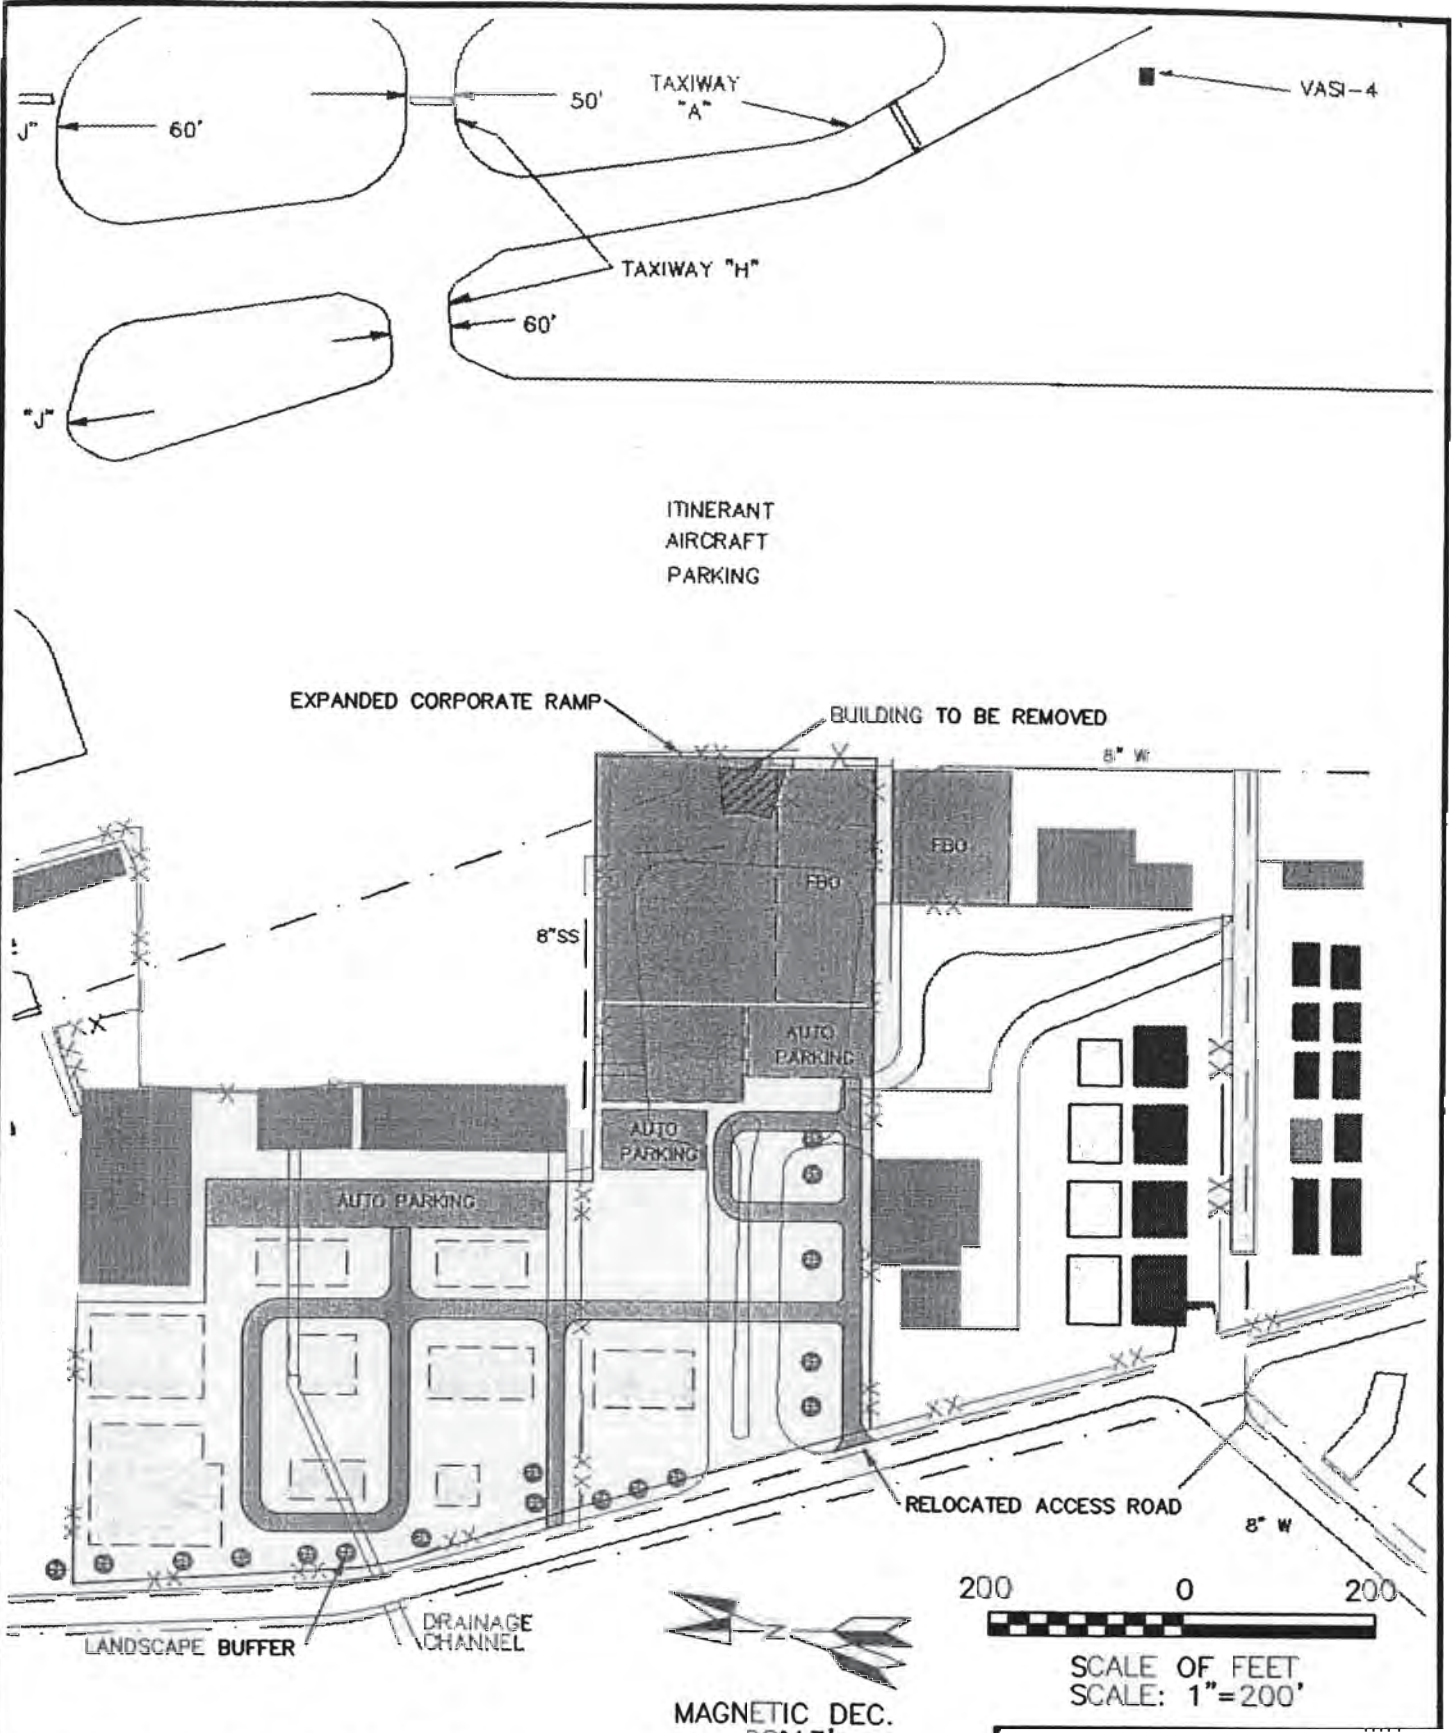 TAXIWAY
"A"
VASI-4
50'
60'
J"
TAXIWAY "H"
60'
"J"
ITINERANT
AIRCRAFT
PARKING
EXPANDED CORPORATE RAMP
BUILDING TO BE REMOVED
8" W
FBO
FBO
8"SS
AUTO
PARKING
AUTO
PARKING
AUTO PARKING
RELOCATED ACCESS ROAD
8" W
LANDSCAPE BUFFER
DRAINAGE
CHANNEL
N
200 0 200
SCALE OF FEET
SCALE: 1"=200'
MAGNETIC DEC.